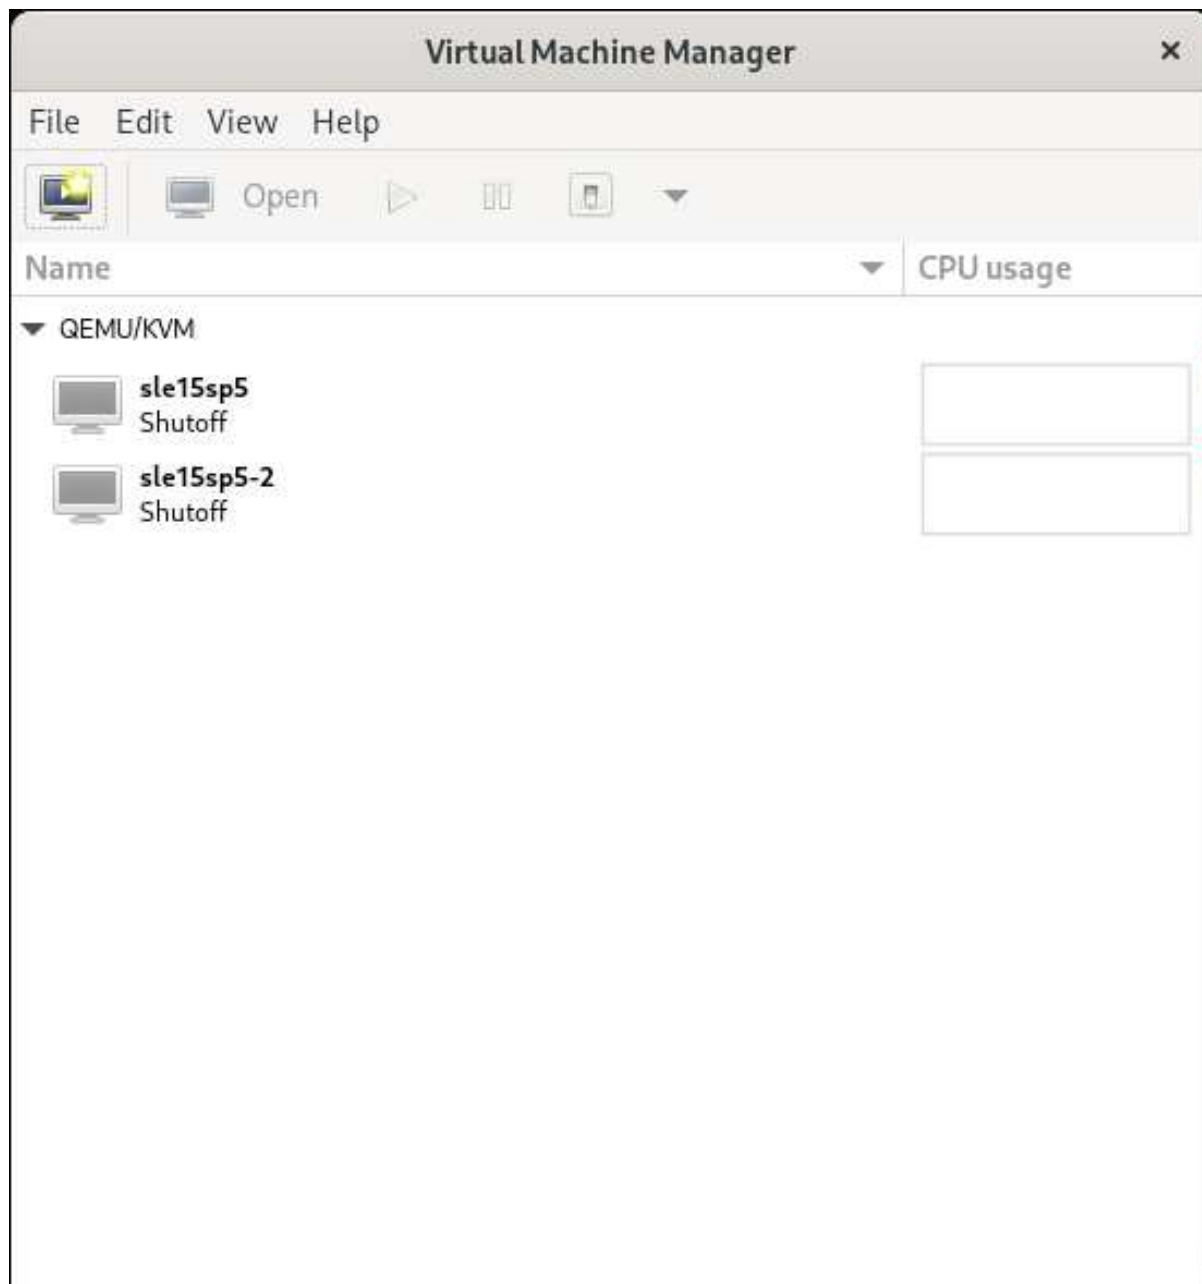 Virtual Machine Manager
File Edit View Help
Open
Name CPU usage
QEMU/KVM
sle15sp5
Shutoff
sle15sp5-2
Shutoff